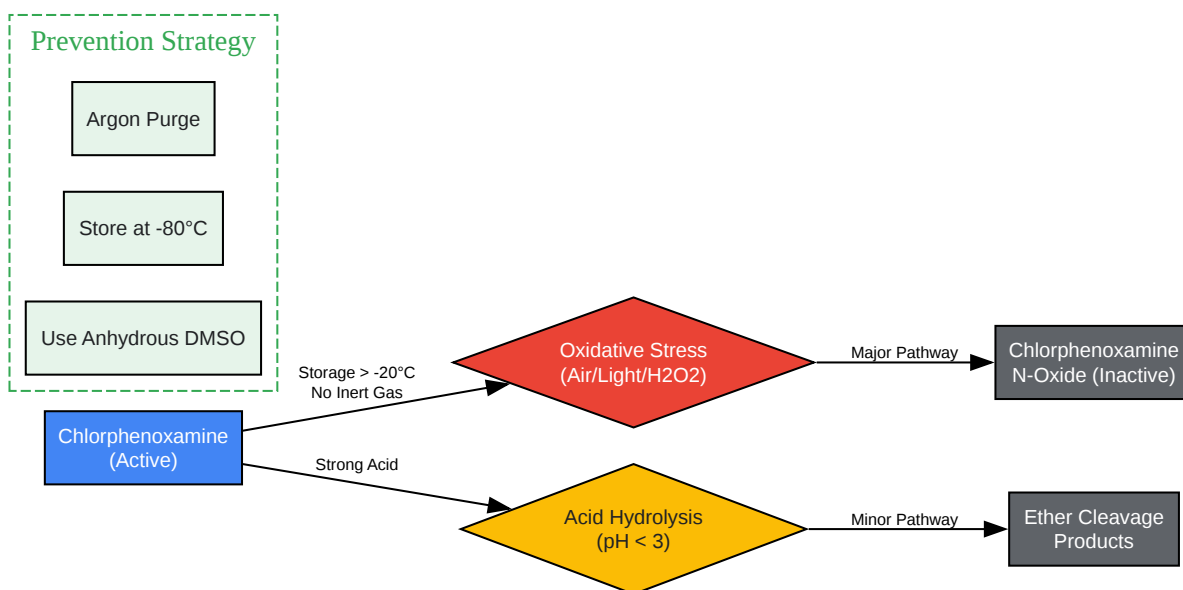 Prevention Strategy
Argon Purge
Store at -80°C
Use Anhydrous DMSO
Chlorphenoxamine
(Active)
Storage > -20°C
No Inert Gas
Strong Acid
Oxidative Stress
(Air/Light/H2O2)
Acid Hydrolysis
(pH < 3)
Major Pathway
Minor Pathway
Chlorphenoxamine
N-Oxide (Inactive)
Ether Cleavage
Products